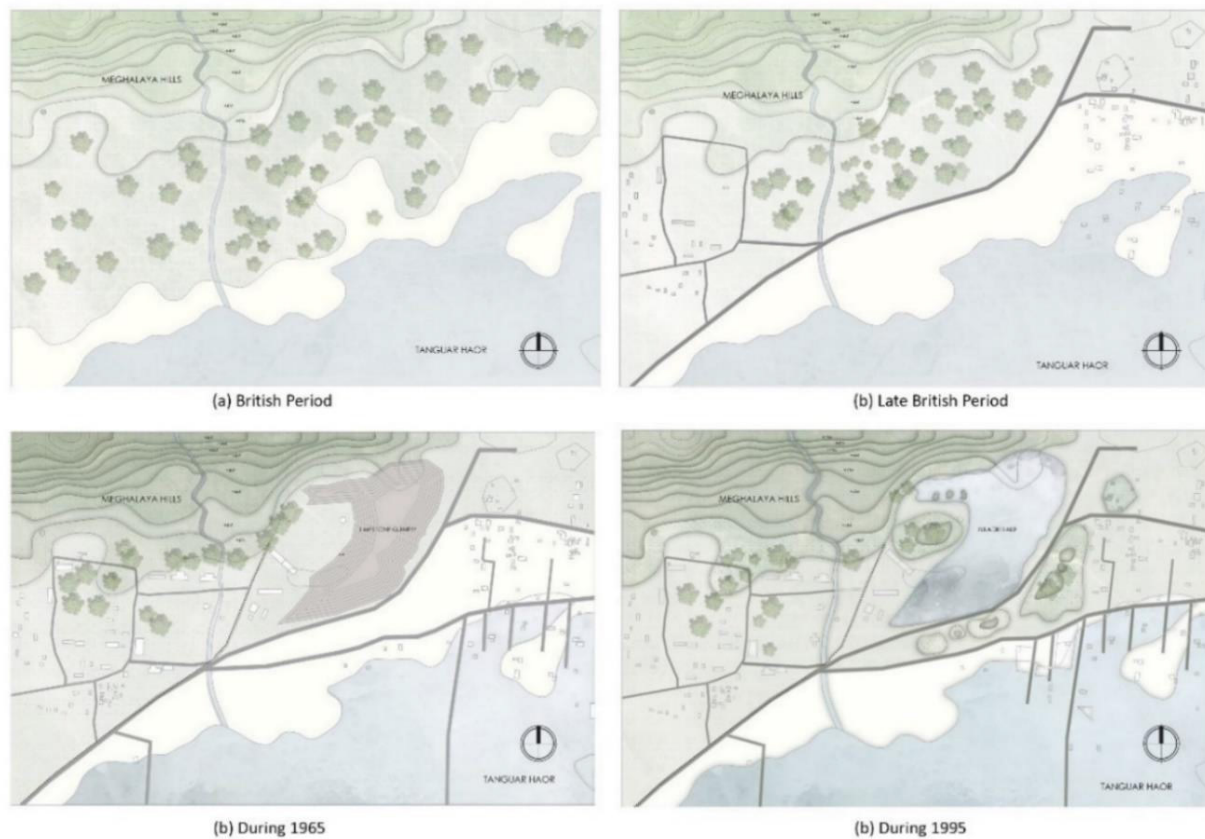 MEGHALAYA HILLS
TANGUAR HAOR
(a) British Period
MEGHALAYA HILLS
TANGUAR HAOR
(b) Late British Period
MEGHALAYA HILLS
TANGUAR HAOR
(b) During 1965
MEGHALAYA HILLS
TANGUAR HAOR
(b) During 1995